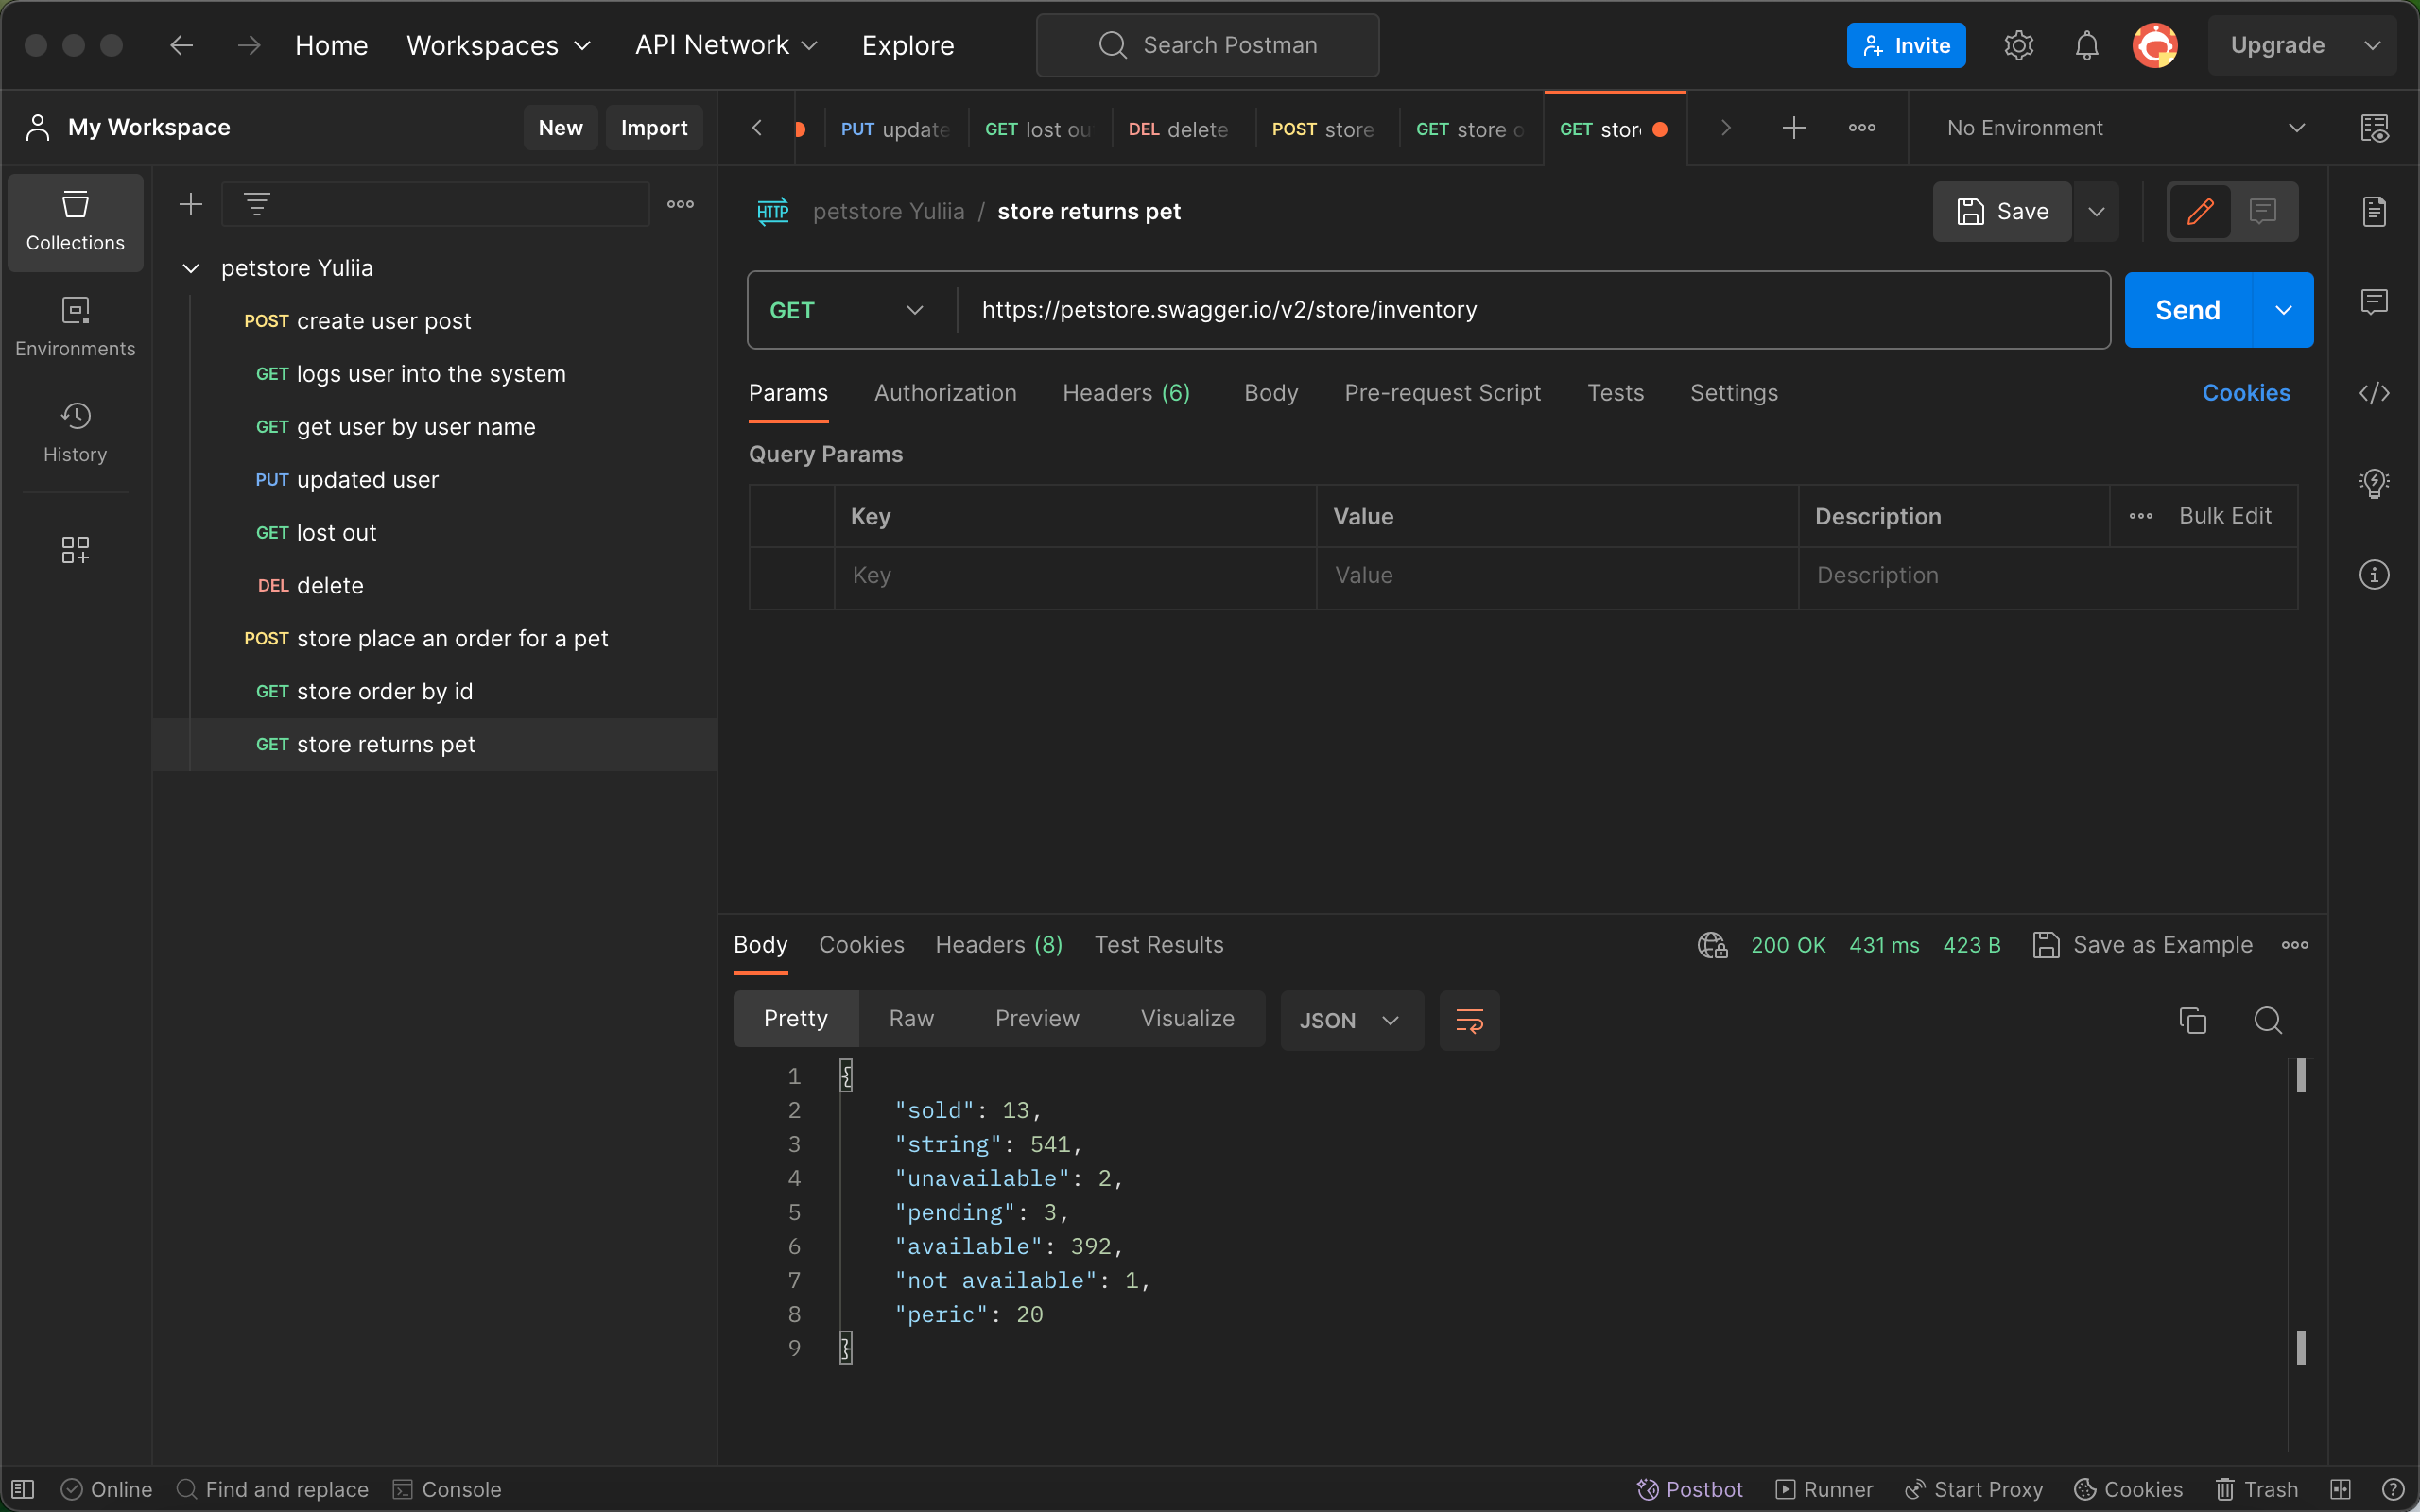 Home Workspaces API Network Explore Search Postman Invite Upgrade
My Workspace New Import
PUT update GET lost ou DEL delete POST store GET store o GET stor No Environment
Collections
Environments
History
petstore Yuliia
POST create user post
GET logs user into the system
GET get user by user name
PUT updated user
GET lost out
DEL delete
POST store place an order for a pet
GET store order by id
GET store returns pet
HTTP petstore Yuliia / store returns pet Save
GET https://petstore.swagger.io/v2/store/inventory Send
Params Authorization Headers (6) Body Pre-request Script Tests Settings Cookies
Query Params
Key Value Description Bulk Edit
Key Value Description
Body Cookies Headers (8) Test Results 200 OK 431 ms 423 B Save as Example
Pretty Raw Preview Visualize JSON
1 {
2 "sold": 13,
3 "string": 541,
4 "unavailable": 2,
5 "pending": 3,
6 "available": 392,
7 "not available": 1,
8 "peric": 20
9 }
Online Find and replace Console Postbot Runner Start Proxy Cookies Trash